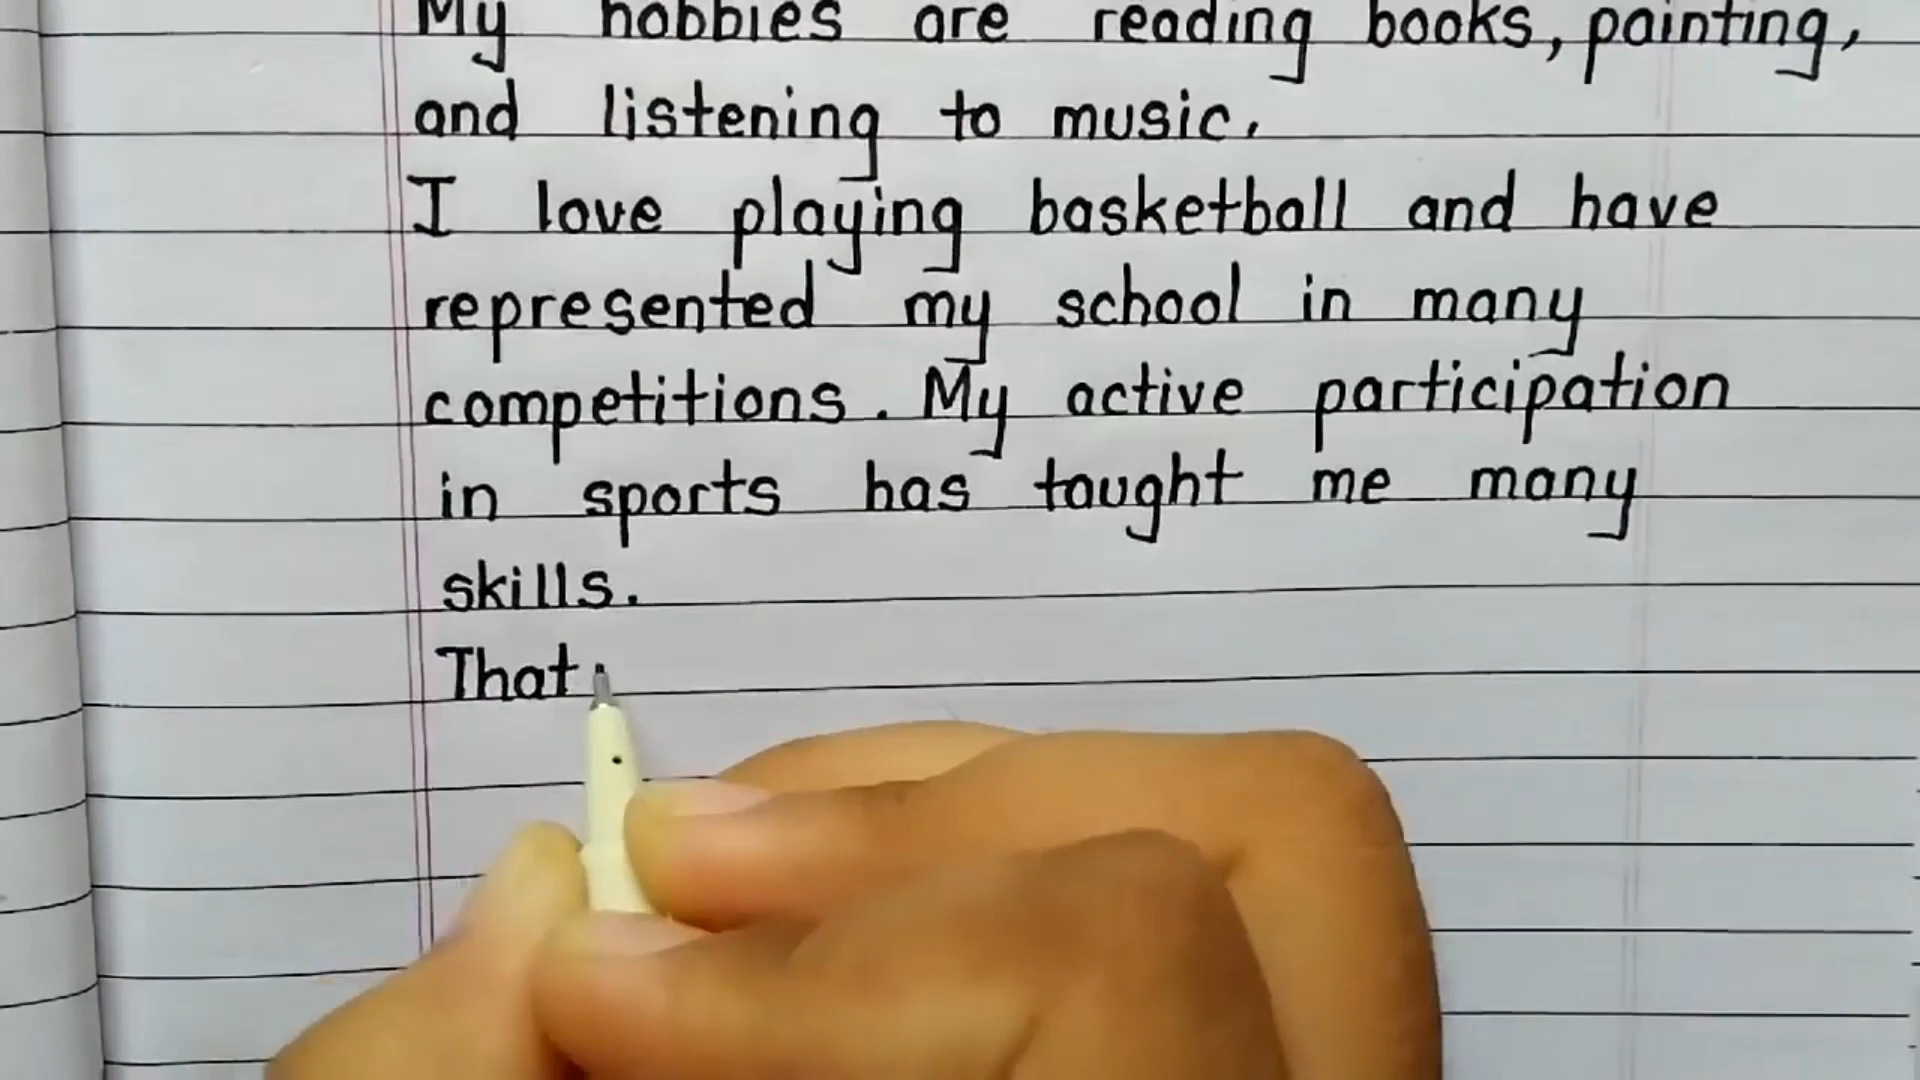 My hobbies are reading books, painting,
and listening to music.
I love playing basketball and have
represented my school in many
competitions. My active participation
in sports has taught me many
skills.
That